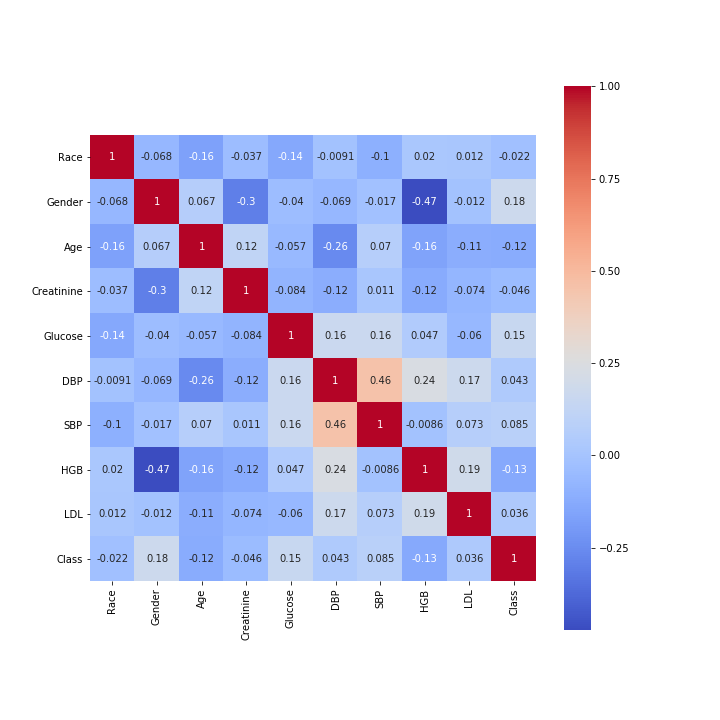 1.00
Race 1 -0.068 -0.16 -0.037 -0.14 -0.0091 -0.1 0.02 0.012 -0.022
0.75
Gender -0.068 1 0.067 -0.3 -0.04 -0.069 -0.017 -0.47 -0.012 0.18
Age -0.16 0.067 1 0.12 -0.057 -0.26 0.07 -0.16 -0.11 -0.12
0.50
Creatinine -0.037 -0.3 0.12 1 -0.084 -0.12 0.011 -0.12 -0.074 -0.046
Glucose -0.14 -0.04 -0.057 -0.084 1 0.16 0.16 0.047 -0.06 0.15
0.25
DBP -0.0091 -0.069 -0.26 -0.12 0.16 1 0.46 0.24 0.17 0.043
SBP -0.1 -0.017 0.07 0.011 0.16 0.46 1 -0.0086 0.073 0.085
0.00
HGB 0.02 -0.47 -0.16 -0.12 0.047 0.24 -0.0086 1 0.19 -0.13
LDL 0.012 -0.012 -0.11 -0.074 -0.06 0.17 0.073 0.19 1 0.036
−0.25
Class -0.022 0.18 -0.12 -0.046 0.15 0.043 0.085 0.036 -0.13 1
Race Gender Age Creatinine Glucose DBP SBP HGB LDL Class